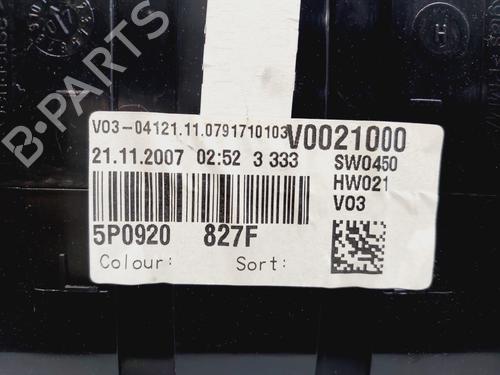 V03-04121.11.0791710103 V0021000
21.11.2007 02:52 3 333 SW0450
HW021
V03
5P0920 827F
Colour: Sort:
B-PARTS
H